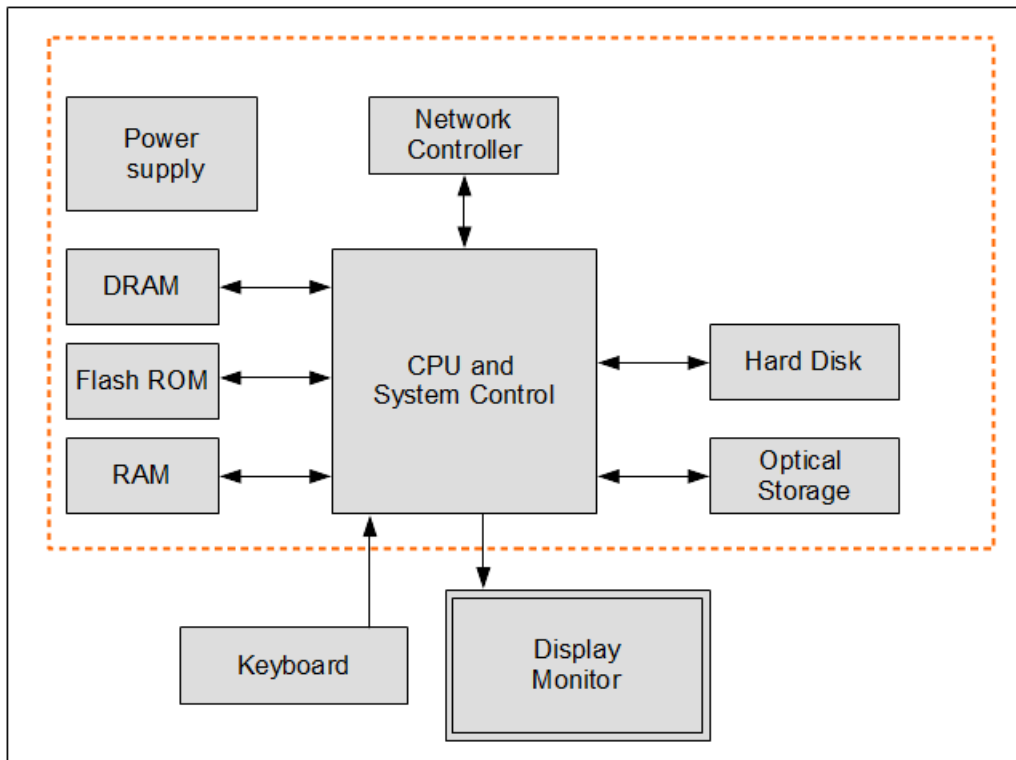 Power
supply
Network
Controller
DRAM
Flash ROM
RAM
CPU and
System Control
Hard Disk
Optical
Storage
Keyboard
Display
Monitor